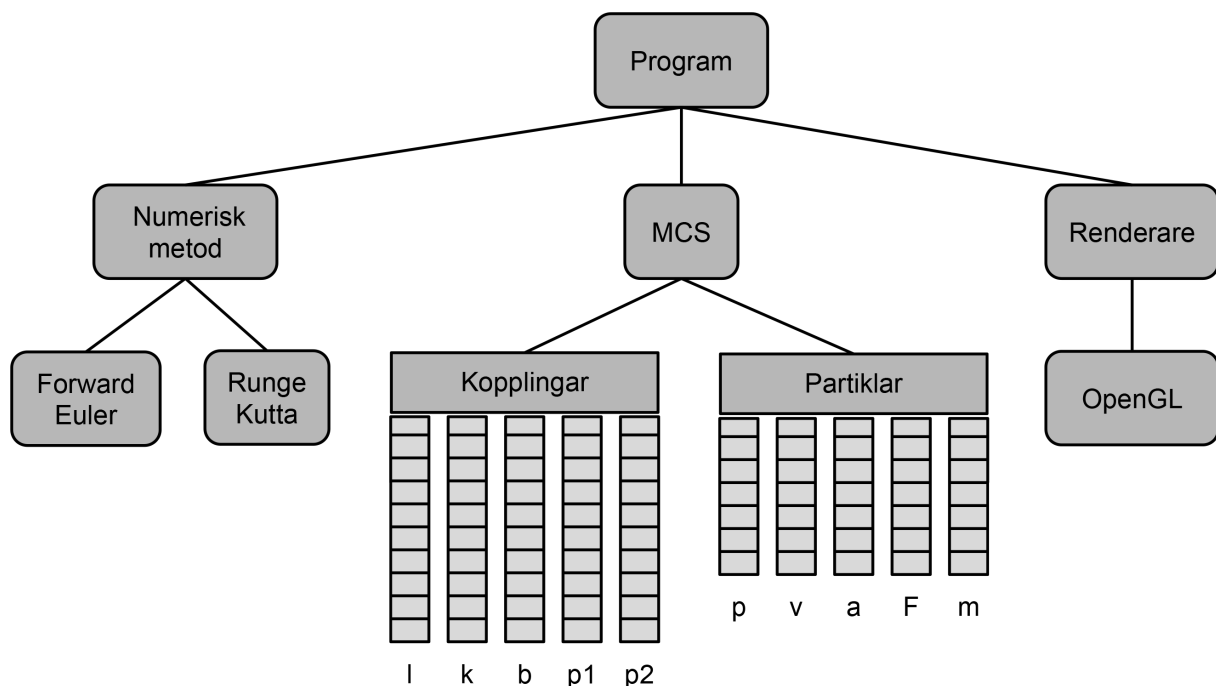 Program
Numerisk
metod
MCS
Renderare
Forward
Euler
Runge
Kutta
Kopplingar
Partiklar
OpenGL
p v a F m
l k b p1 p2